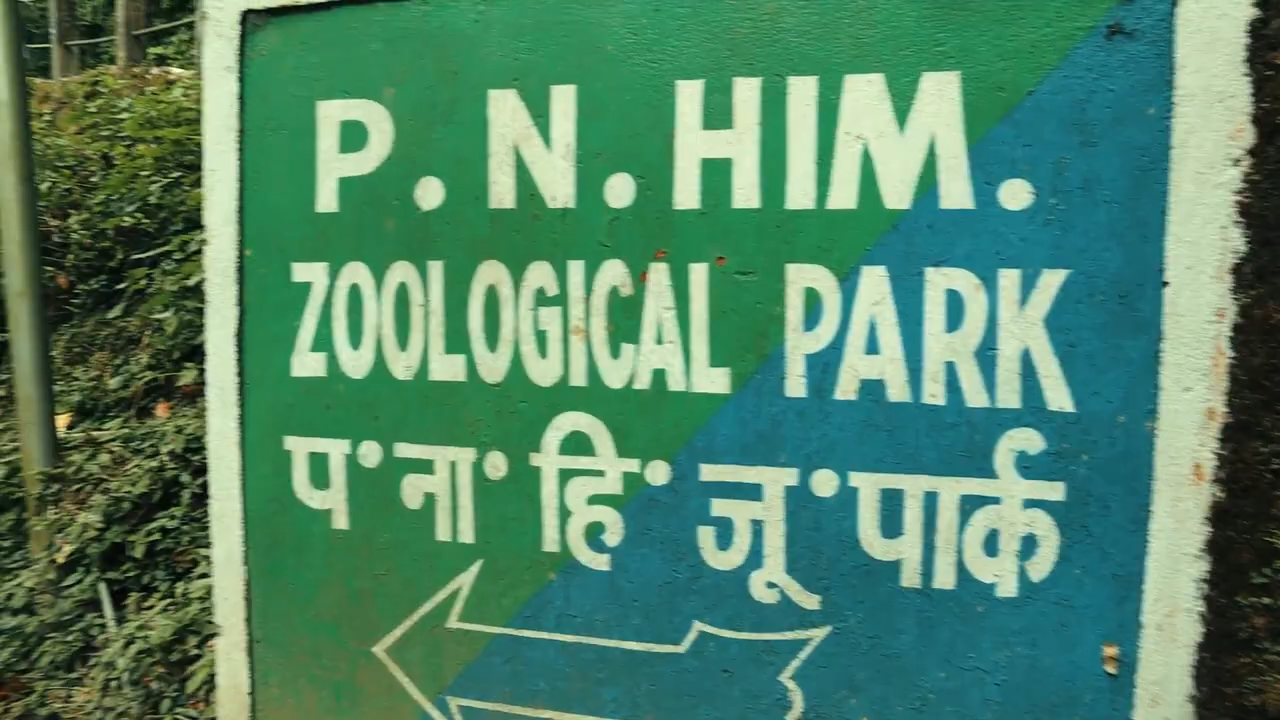 P. N. HIM.
ZOOLOGICAL PARK
प॰ ना॰ हि॰ जू॰ पार्क